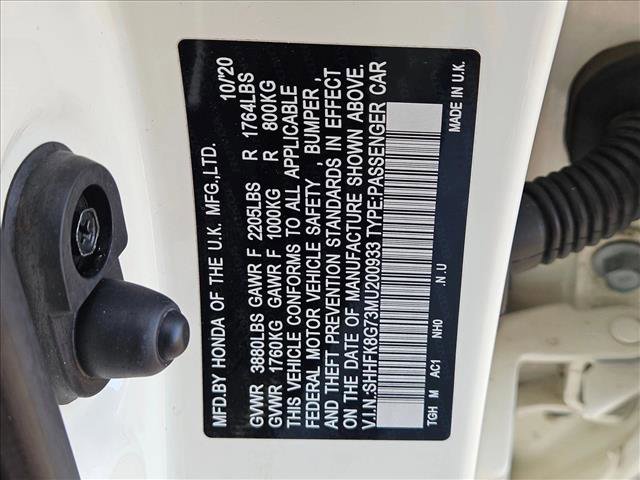 MFD.BY HONDA OF THE U.K. MFG.,LTD. 10/'20
GVWR 3880LBS GAWR F 2205LBS R 1764LBS
GVWR 1760KG GAWR F 1000KG R 800KG
THIS VEHICLE CONFORMS TO ALL APPLICABLE
FEDERAL MOTOR VEHICLE SAFETY , BUMPER ,
AND THEFT PREVENTION STANDARDS IN EFFECT
ON THE DATE OF MANUFACTURE SHOWN ABOVE.
V.I.N.:SHHFK8G73MU200933 TYPE:PASSENGER CAR
TGH M AC1 NH0 .N .U MADE IN U.K.